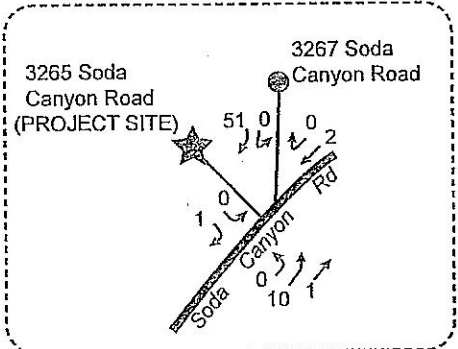 3265 Soda
Canyon Road
(PROJECT SITE)
3267 Soda
Canyon Road
51 0
0
2
0
1
Soda Canyon Rd
0
10
1